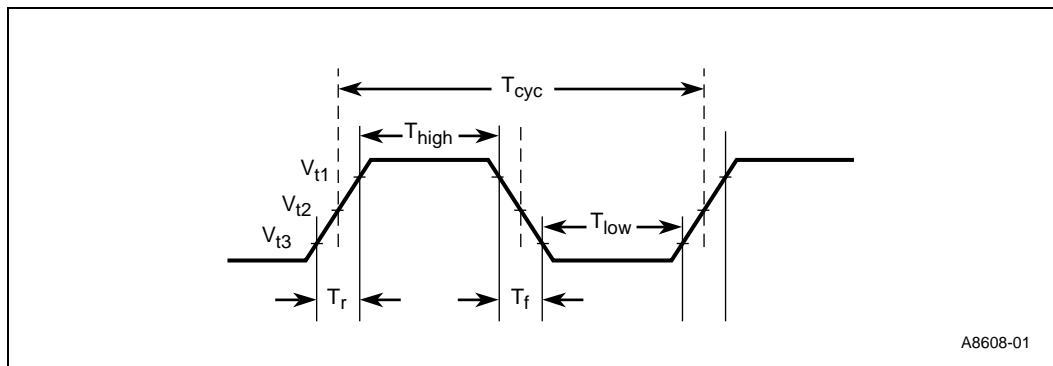 T_cyc
T_high
V_t1
V_t2
V_t3
T_low
T_r
T_f
A8608-01